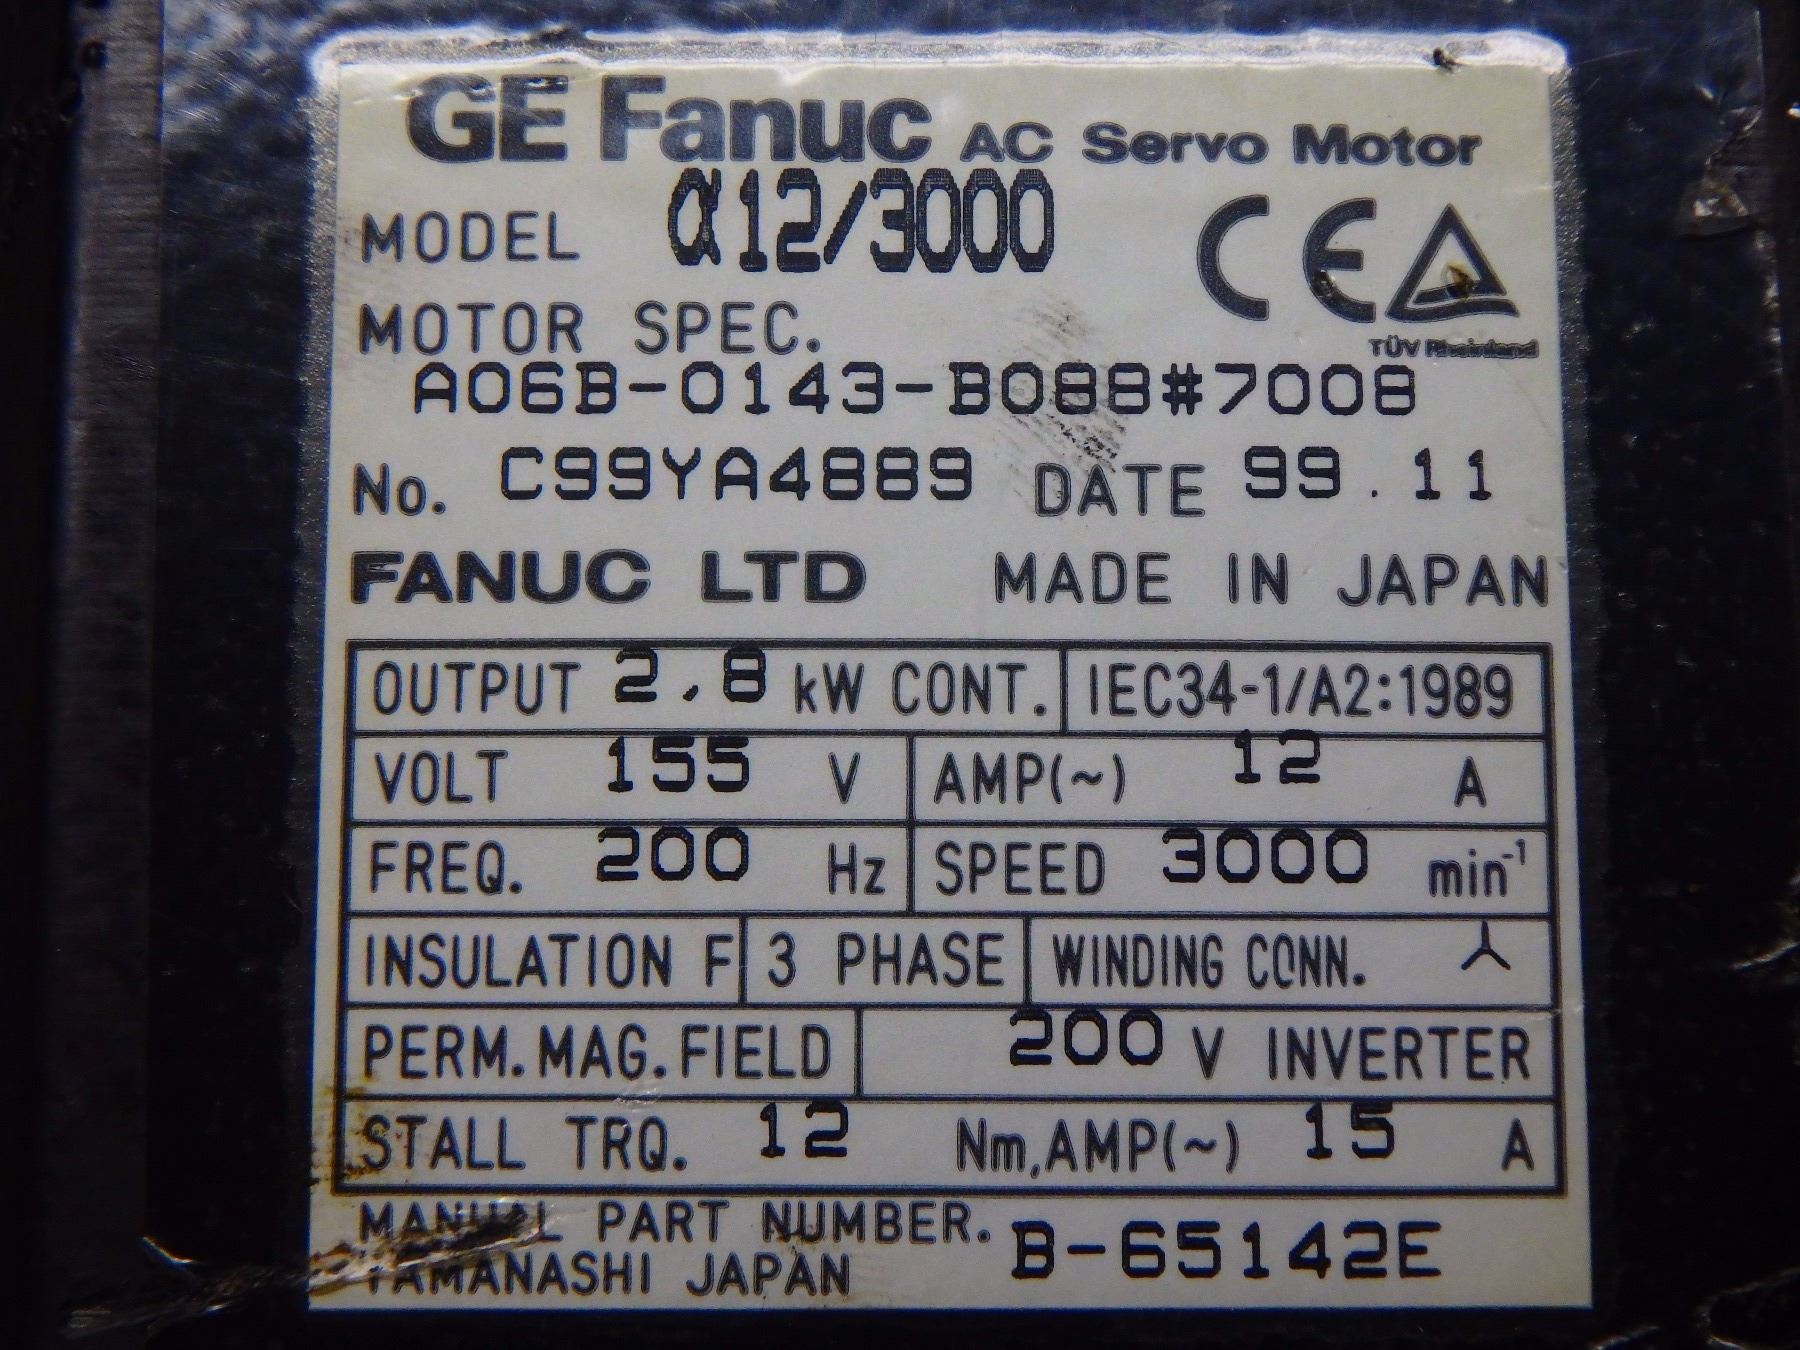 GE Fanuc AC Servo Motor
MODEL α12/3000
CE
TÜV Rheinland
MOTOR SPEC.
A06B-0143-B088#7008
No. C99YA4889 DATE 99.11
FANUC LTD MADE IN JAPAN
OUTPUT 2.8 kW CONT. IEC34-1/A2:1989
VOLT 155 V AMP(~) 12 A
FREQ. 200 Hz SPEED 3000 min⁻¹
INSULATION F 3 PHASE WINDING CONN.
PERM.MAG.FIELD 200 V INVERTER
STALL TRQ. 12 Nm,AMP(~) 15 A
MANUAL PART NUMBER. B-65142E
YAMANASHI JAPAN